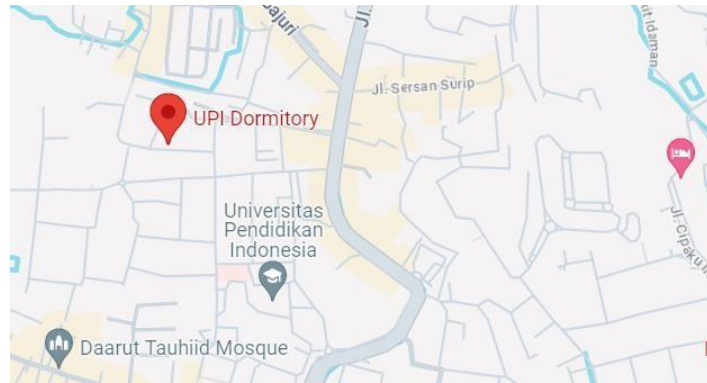 Jl. Sersan Surip
UPI Dormitory
Universitas
Pendidikan
Indonesia
Daarut Tauhiid Mosque